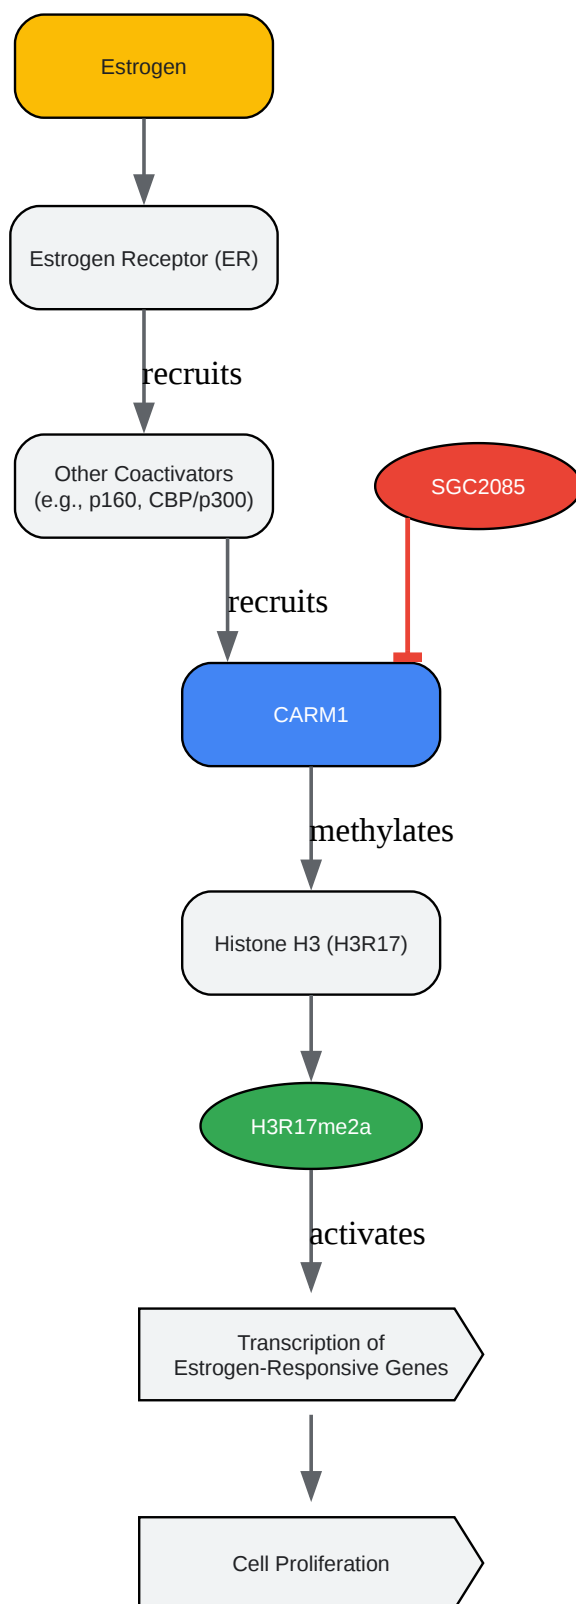 Estrogen
Estrogen Receptor (ER)
recruits
Other Coactivators
(e.g., p160, CBP/p300)
SGC2085
recruits
CARM1
methylates
Histone H3 (H3R17)
H3R17me2a
activates
Transcription of
Estrogen-Responsive Genes
Cell Proliferation